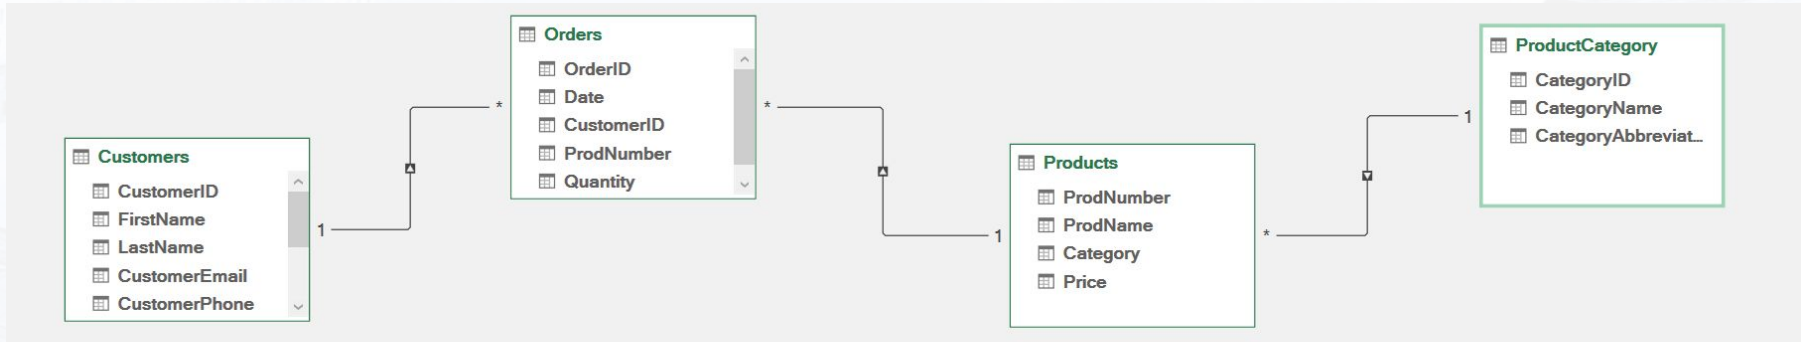 Customers
CustomerID
FirstName
LastName
CustomerEmail
CustomerPhone
1
*
Orders
OrderID
Date
CustomerID
ProdNumber
Quantity
*
1
Products
ProdNumber
ProdName
Category
Price
*
1
ProductCategory
CategoryID
CategoryName
CategoryAbbreviat...